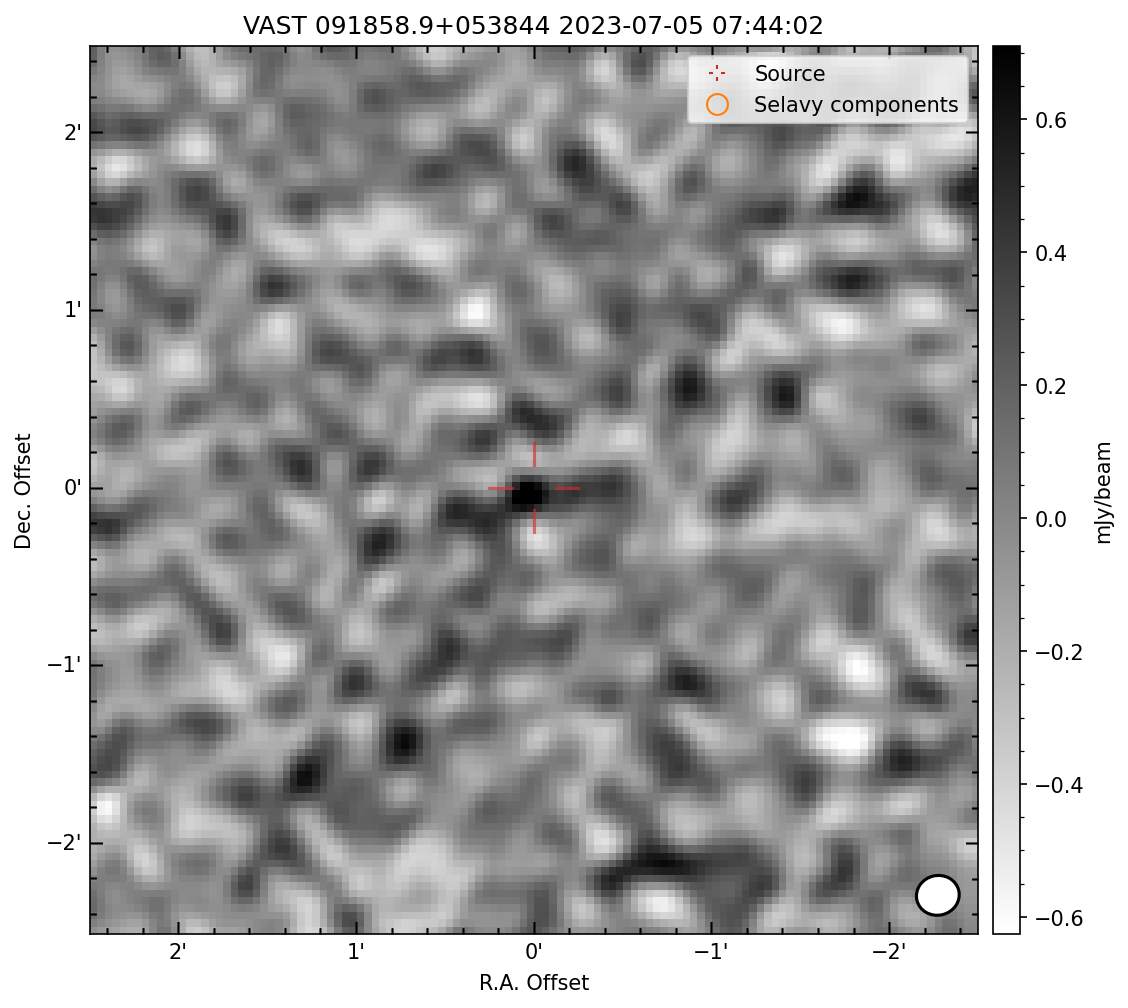 VAST 091858.9+053844 2023-07-05 07:44:02
Source
Selavy components
2'
1'
0'
−1'
−2'
Dec. Offset
2'
1'
0'
−1'
−2'
R.A. Offset
0.6
0.4
0.2
0.0
−0.2
−0.4
−0.6
mJy/beam